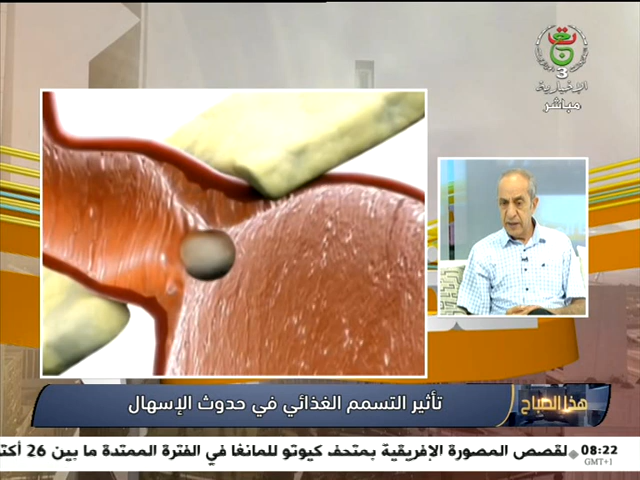 3
الإخبارية
مباشر
هذا الصباح
تأثير التسمم الغذائي في حدوث الإسهال
08:22
GMT+1
لقصص المصورة الإفريقية بمتحف كيوتو للمانغا في الفترة الممتدة ما بين 26 أكتو